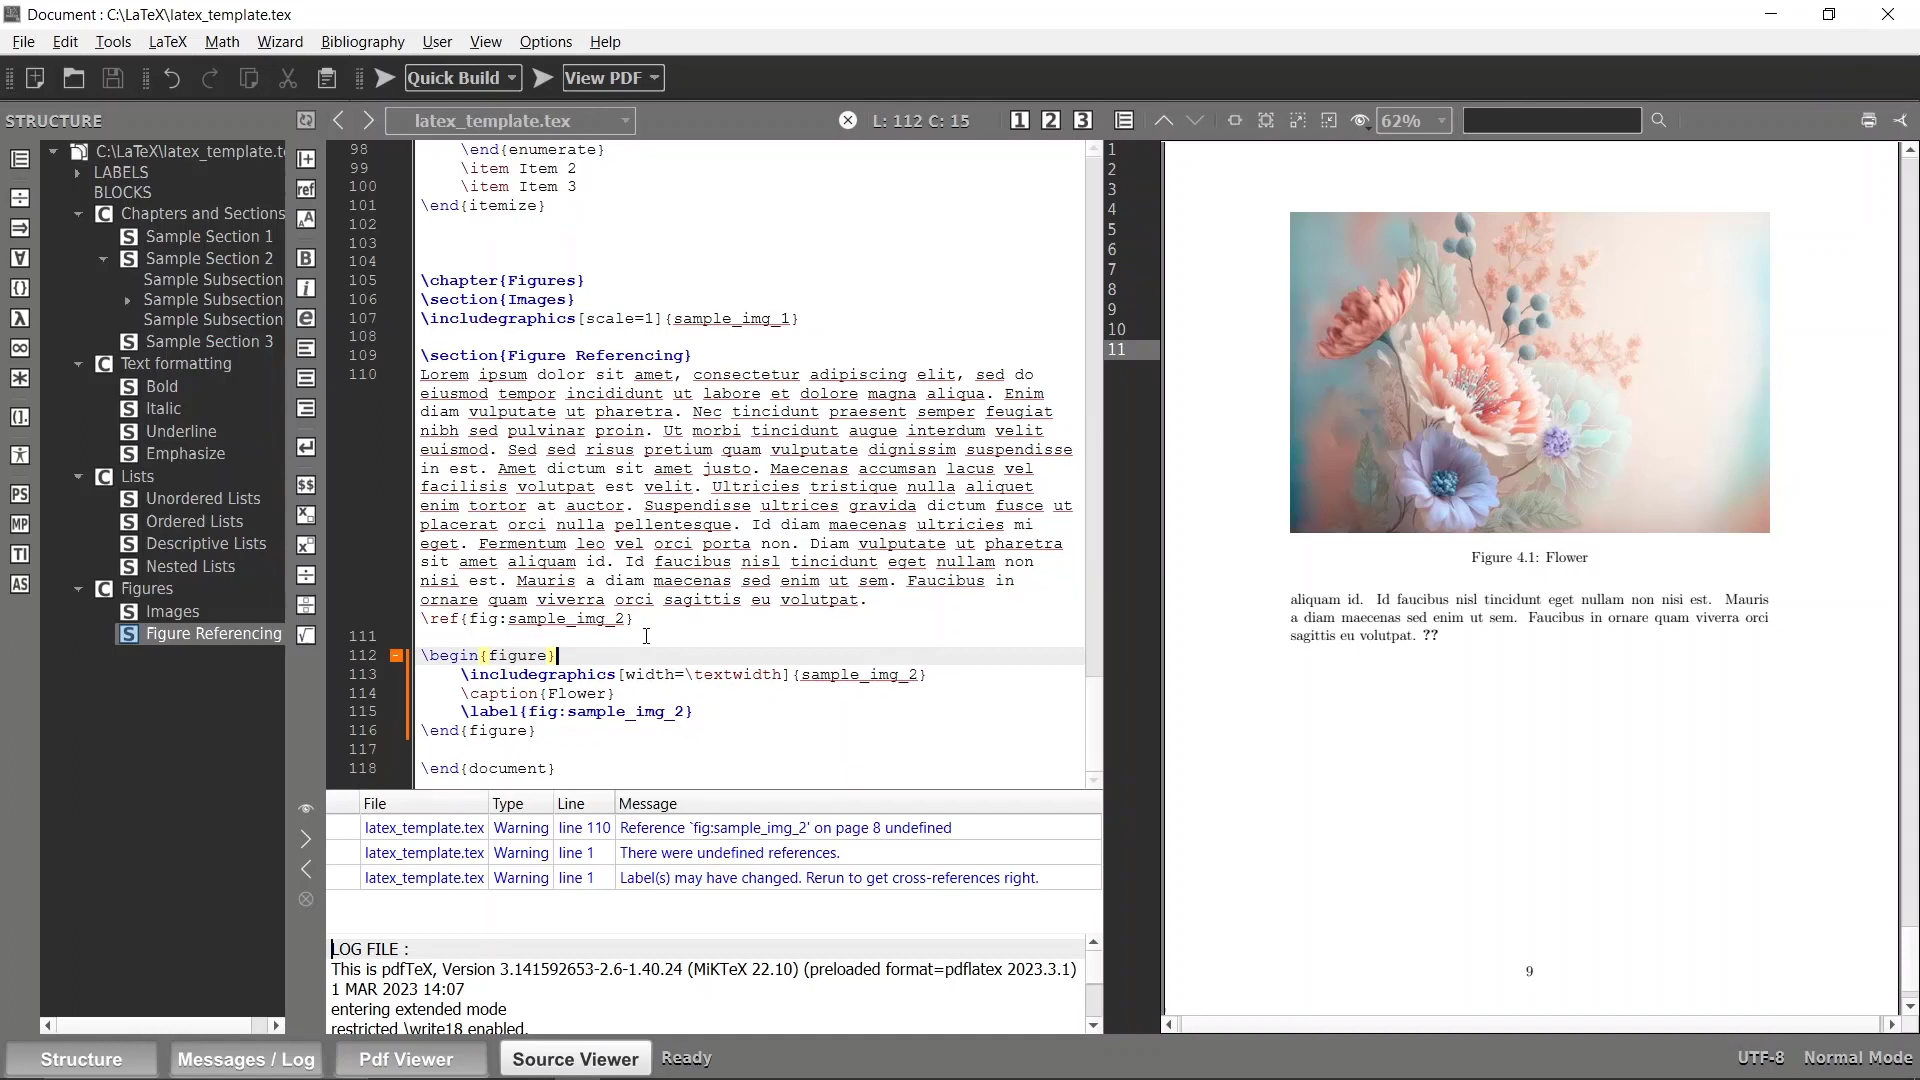 Document : C:\LaTeX\latex_template.tex
File Edit Tools LaTeX Math Wizard Bibliography User View Options Help
Quick Build View PDF
STRUCTURE
latex_template.tex
L: 112 C: 15
1 2 3
62%
C:\LaTeX\latex_template.t
LABELS
BLOCKS
C Chapters and Sections
S Sample Section 1
S Sample Section 2
Sample Subsection
Sample Subsection
Sample Subsection
S Sample Section 3
C Text formatting
S Bold
S Italic
S Underline
S Emphasize
C Lists
S Unordered Lists
S Ordered Lists
S Descriptive Lists
S Nested Lists
C Figures
S Images
S Figure Referencing
PS
MP
TI
AS
ref
B
i
e
$$
98 \end{enumerate}
99 \item Item 2
100 \item Item 3
101 \end{itemize}
102
103
104
105 \chapter{Figures}
106 \section{Images}
107 \includegraphics[scale=1]{sample_img_1}
108
109 \section{Figure Referencing}
110 Lorem ipsum dolor sit amet, consectetur adipiscing elit, sed do
eiusmod tempor incididunt ut labore et dolore magna aliqua. Enim
diam vulputate ut pharetra. Nec tincidunt praesent semper feugiat
nibh sed pulvinar proin. Ut morbi tincidunt augue interdum velit
euismod. Sed sed risus pretium quam vulputate dignissim suspendisse
in est. Amet dictum sit amet justo. Maecenas accumsan lacus vel
facilisis volutpat est velit. Ultricies tristique nulla aliquet
enim tortor at auctor. Suspendisse ultrices gravida dictum fusce ut
placerat orci nulla pellentesque. Id diam maecenas ultricies mi
eget. Fermentum leo vel orci porta non. Diam vulputate ut pharetra
sit amet aliquam id. Id faucibus nisl tincidunt eget nullam non
nisi est. Mauris a diam maecenas sed enim ut sem. Faucibus in
ornare quam viverra orci sagittis eu volutpat.
\ref{fig:sample_img_2}
111
112 \begin{figure}
113 \includegraphics[width=\textwidth]{sample_img_2}
114 \caption{Flower}
115 \label{fig:sample_img_2}
116 \end{figure}
117
118 \end{document}
File Type Line Message
latex_template.tex Warning line 110 Reference `fig:sample_img_2' on page 8 undefined
latex_template.tex Warning line 1 There were undefined references.
latex_template.tex Warning line 1 Label(s) may have changed. Rerun to get cross-references right.
LOG FILE :
This is pdfTeX, Version 3.141592653-2.6-1.40.24 (MiKTeX 22.10) (preloaded format=pdflatex 2023.3.1)
1 MAR 2023 14:07
entering extended mode
restricted \write18 enabled.
1
2
3
4
5
6
7
8
9
10
11
Figure 4.1: Flower
aliquam id. Id faucibus nisl tincidunt eget nullam non nisi est. Mauris
a diam maecenas sed enim ut sem. Faucibus in ornare quam viverra orci
sagittis eu volutpat. ??
9
Structure Messages / Log Pdf Viewer Source Viewer Ready
UTF-8 Normal Mode